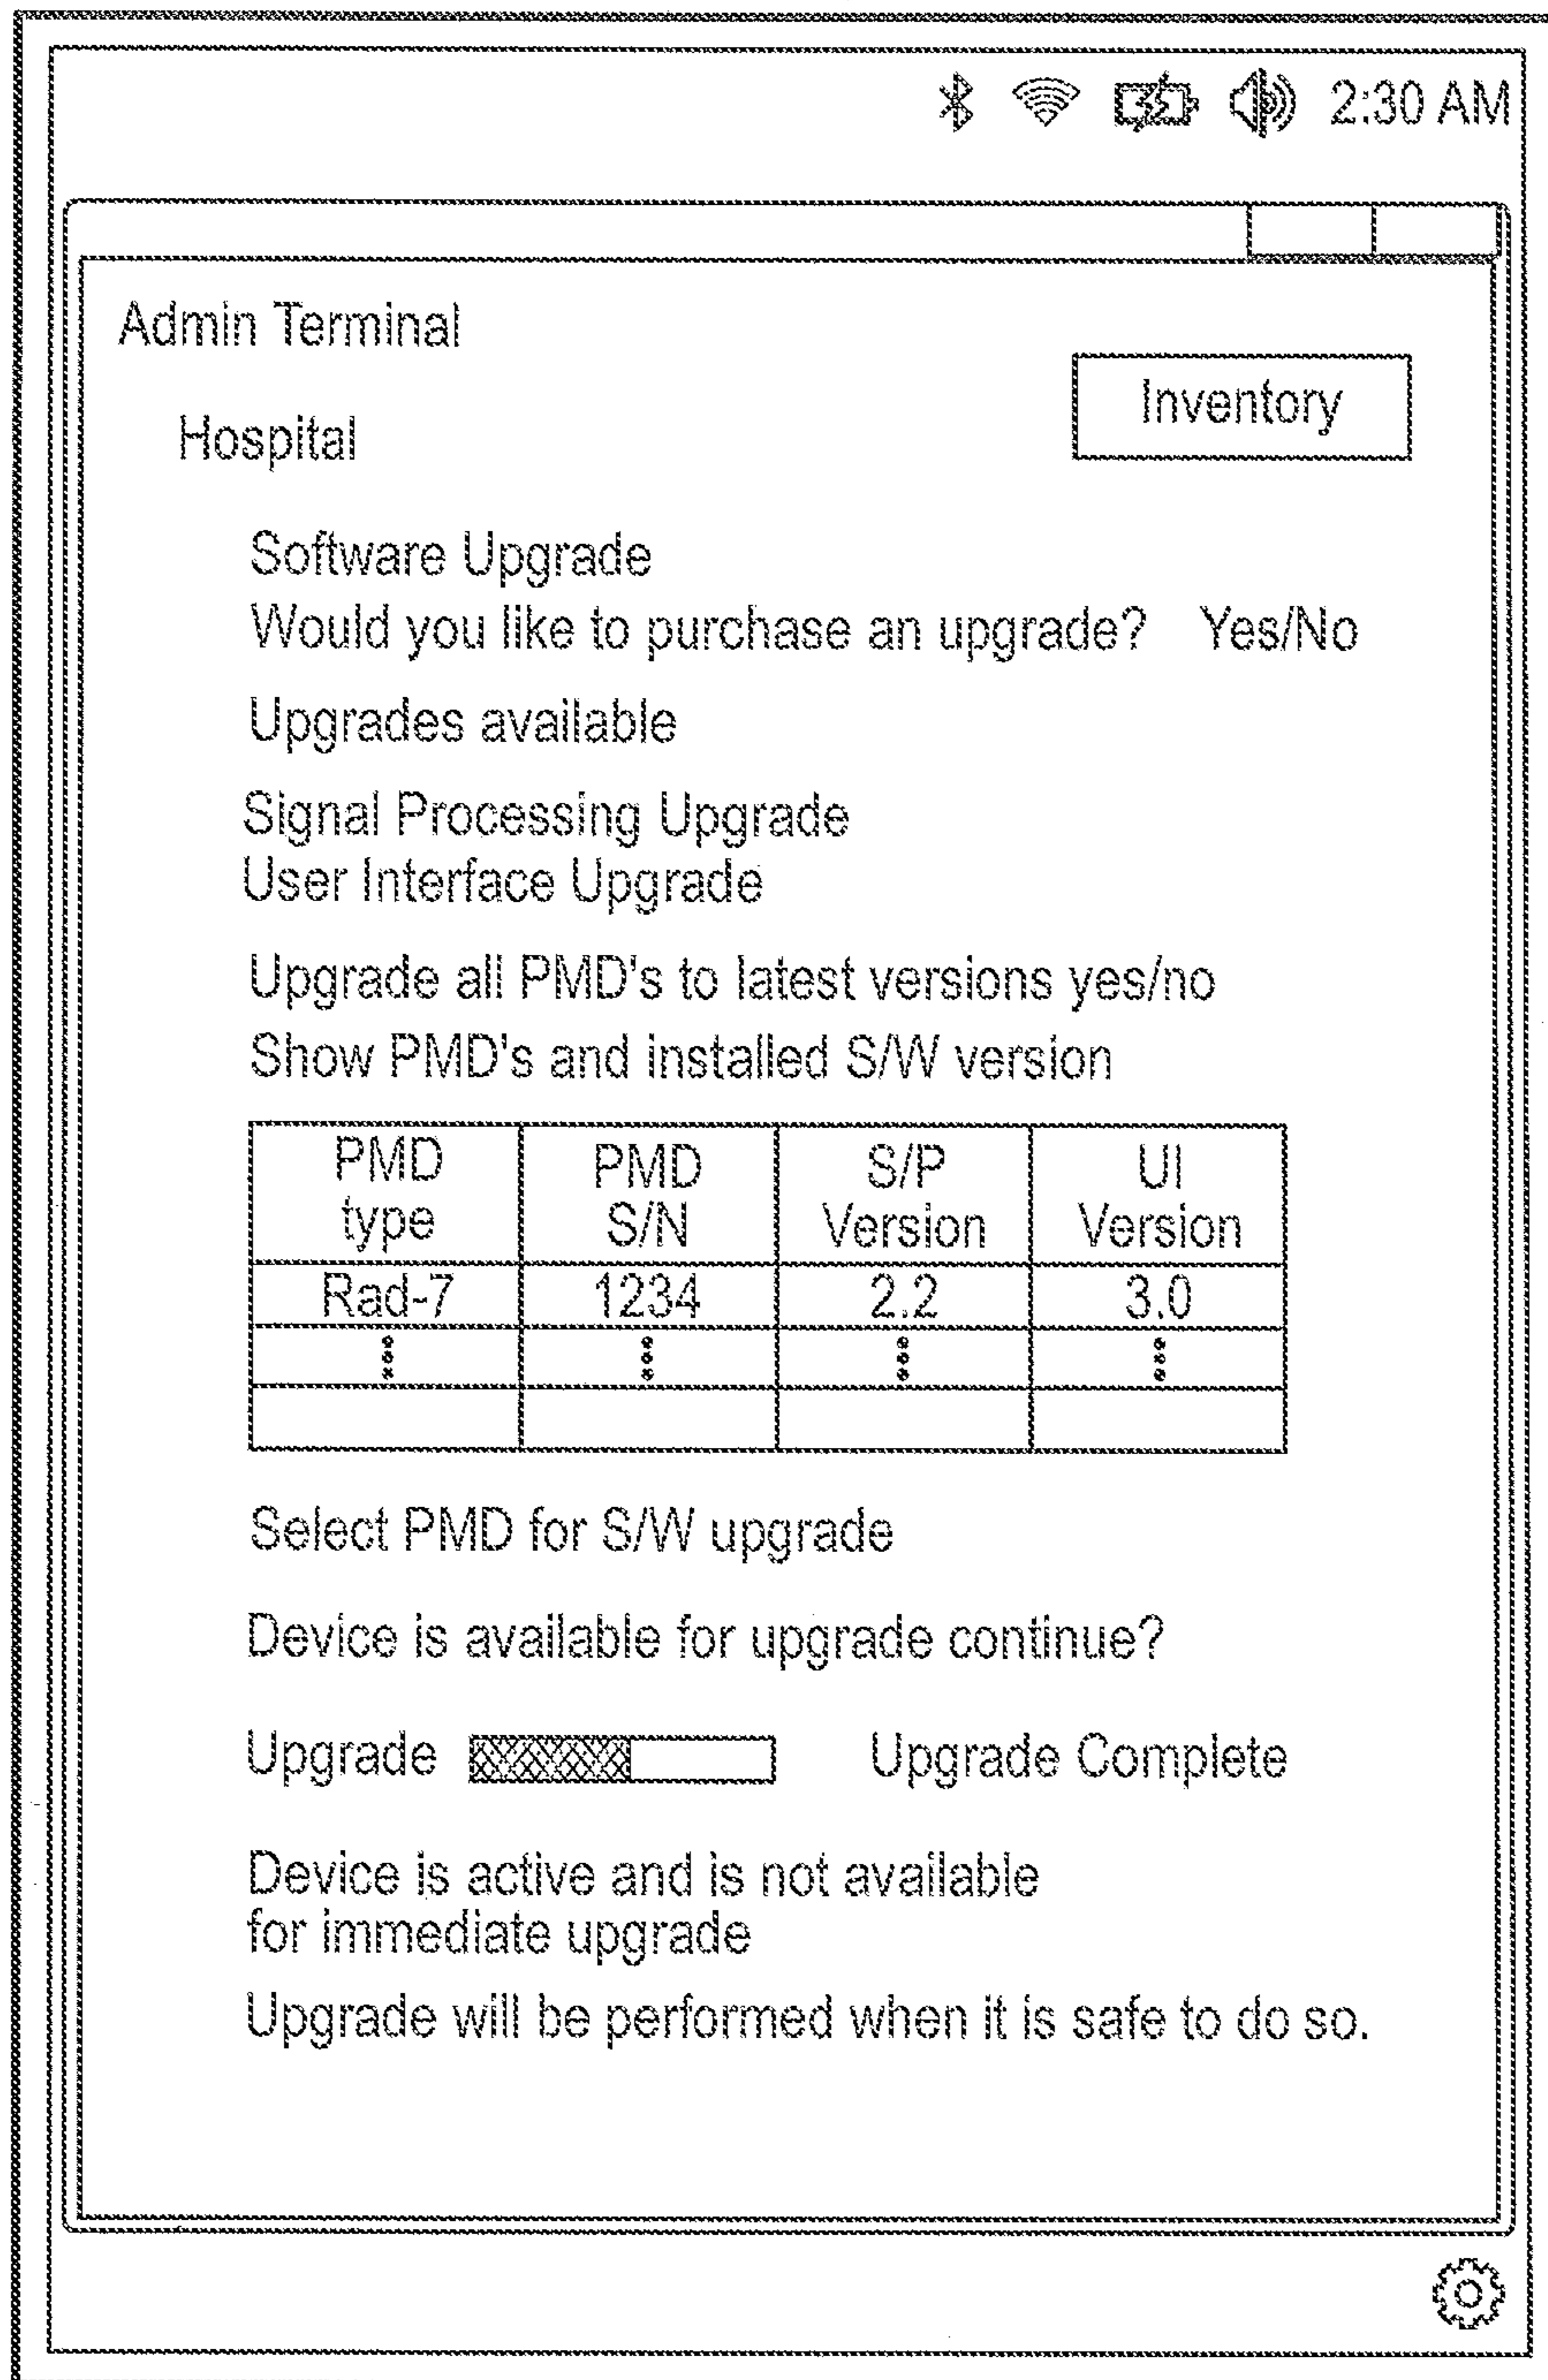 2:30 AM
Admin Terminal
Inventory
Hospital
Software Upgrade
Would you like to purchase an upgrade? Yes/No
Upgrades available
Signal Processing Upgrade
User Interface Upgrade
Upgrade all PMD's to latest versions yes/no
Show PMD's and installed S/W version
PMD type PMD S/N S/P Version UI Version
Rad-7 1234 2.2 3.0
Select PMD for S/W upgrade
Device is available for upgrade continue?
Upgrade Upgrade Complete
Device is active and is not available
for immediate upgrade
Upgrade will be performed when it is safe to do so.